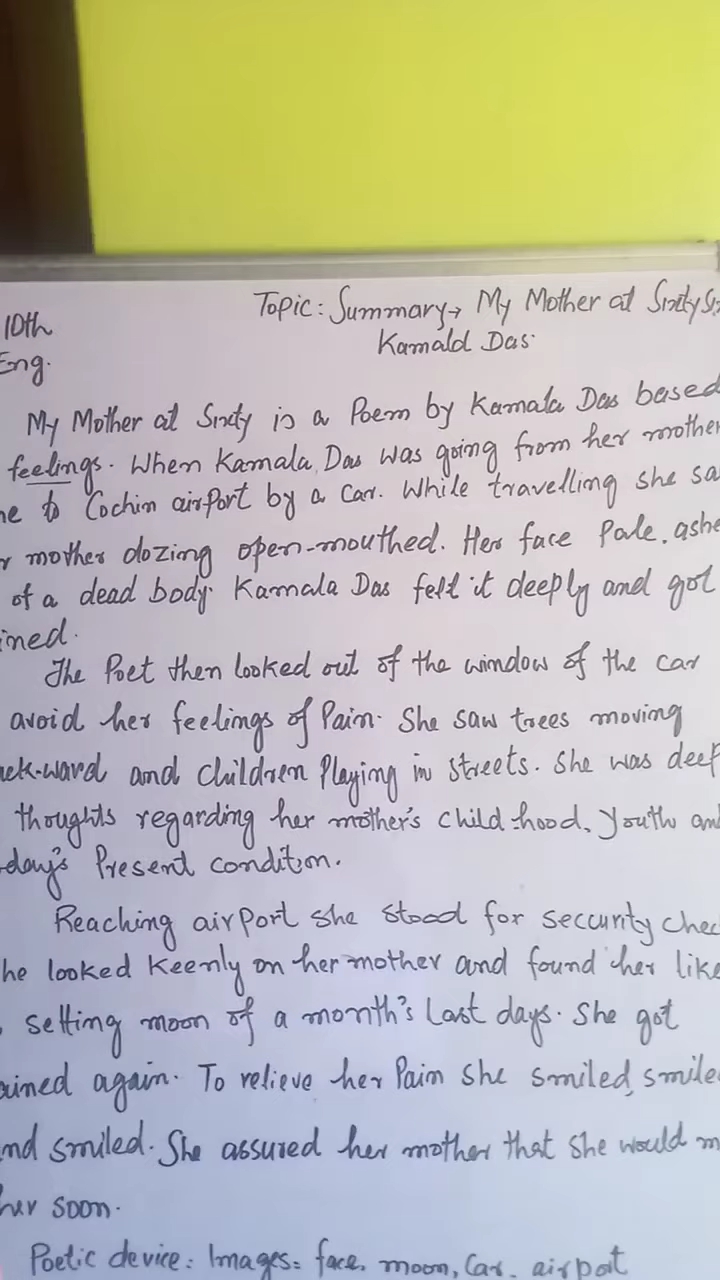 10th
Topic: Summary→ My Mother at Sixty Si
Eng.
Kamald Das.
My Mother at Sixty is a Poem by Kamala Das based
feelings. When Kamala Das was going from her mother
to Cochin airport by a car. While travelling she sa
mother dozing open-mouthed. Her face Pale, ashe
of a dead body. Kamala Das felt it deeply and got
ined.
The Poet then looked out of the window of the car
avoid her feelings of Pain. She saw trees moving
ck-ward and children Playing in streets. She was deep
thoughts regarding her mother's child-hood, youth an
day's Present condition.
Reaching airport she stood for security chec
he looked keenly on her mother and found her like
setting moon of a month's last days. She got
ained again. To relieve her Pain she smiled, smile
nd smiled. She assured her mother that she would m
her soon.
Poetic device: Images= face, moon, Car, airport